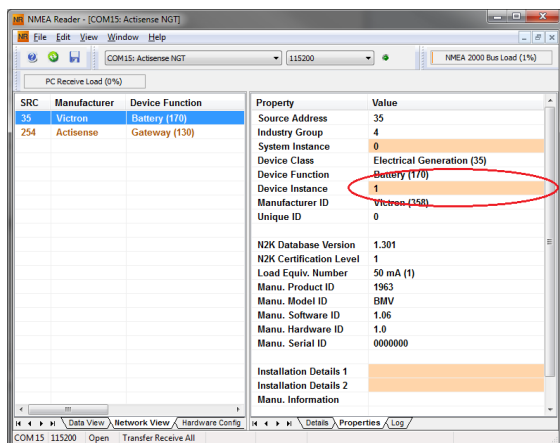 NMEA Reader - [COM15: Actisense NGT]
File Edit View Window Help
COM15: Actisense NGT 115200 NMEA 2000 Bus Load (1%)
PC Receive Load (0%)
SRC Manufacturer Device Function
35 Victron Battery (170)
254 Actisense Gateway (130)
Property Value
Source Address 35
Industry Group 4
System Instance 0
Device Class Electrical Generation (35)
Device Function Battery (170)
Device Instance 1
Manufacturer ID Victron (358)
Unique ID 0
N2K Database Version 1.301
N2K Certification Level 1
Load Equiv. Number 50 mA (1)
Manu. Product ID 1963
Manu. Model ID BMV
Manu. Software ID 1.06
Manu. Hardware ID 1.0
Manu. Serial ID 0000000
Installation Details 1
Installation Details 2
Manu. Information
Data View Network View Hardware Config Details Properties Log
COM 15 115200 Open Transfer Receive All